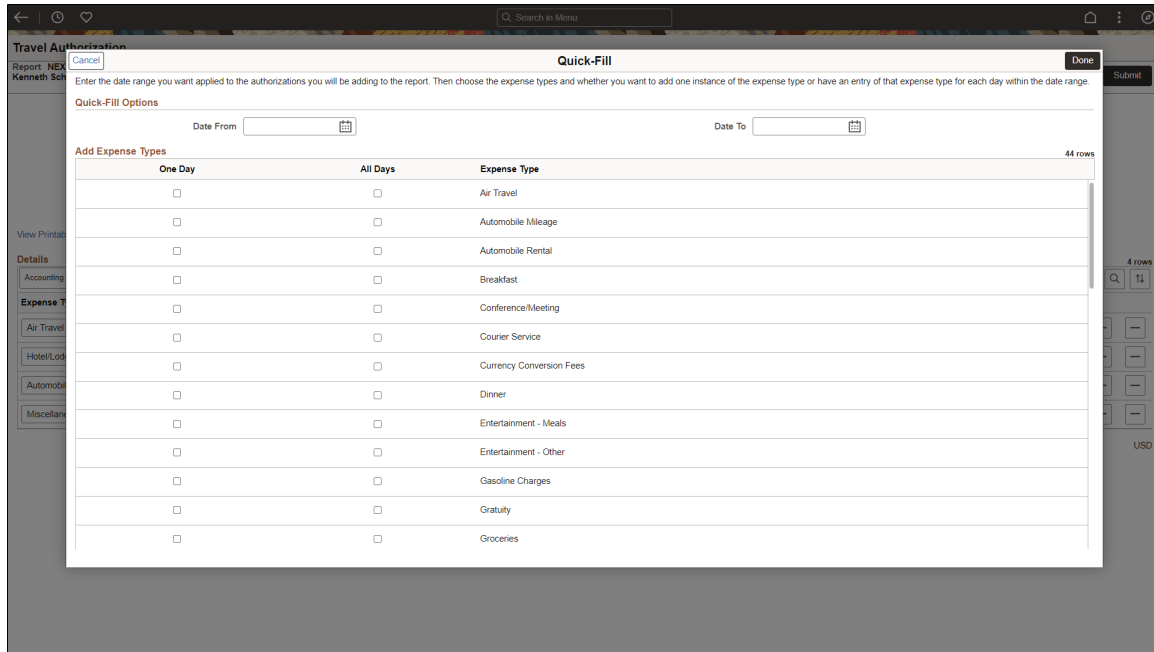 Search in Menu
Travel Authorization
Report NEX
Kenneth Sch
Submit
Cancel
Quick-Fill
Done
Enter the date range you want applied to the authorizations you will be adding to the report. Then choose the expense types and whether you want to add one instance of the expense type or have an entry of that expense type for each day within the date range.
Quick-Fill Options
Date From
Date To
Add Expense Types
44 rows
One Day All Days Expense Type
Air Travel
Automobile Mileage
Automobile Rental
Breakfast
Conference/Meeting
Courier Service
Currency Conversion Fees
Dinner
Entertainment - Meals
Entertainment - Other
Gasoline Charges
Gratuity
Groceries
View Printab
Details
4 rows
Accounting
Expense T
Air Travel
Hotel/Lod
Automobil
Miscellane
USD